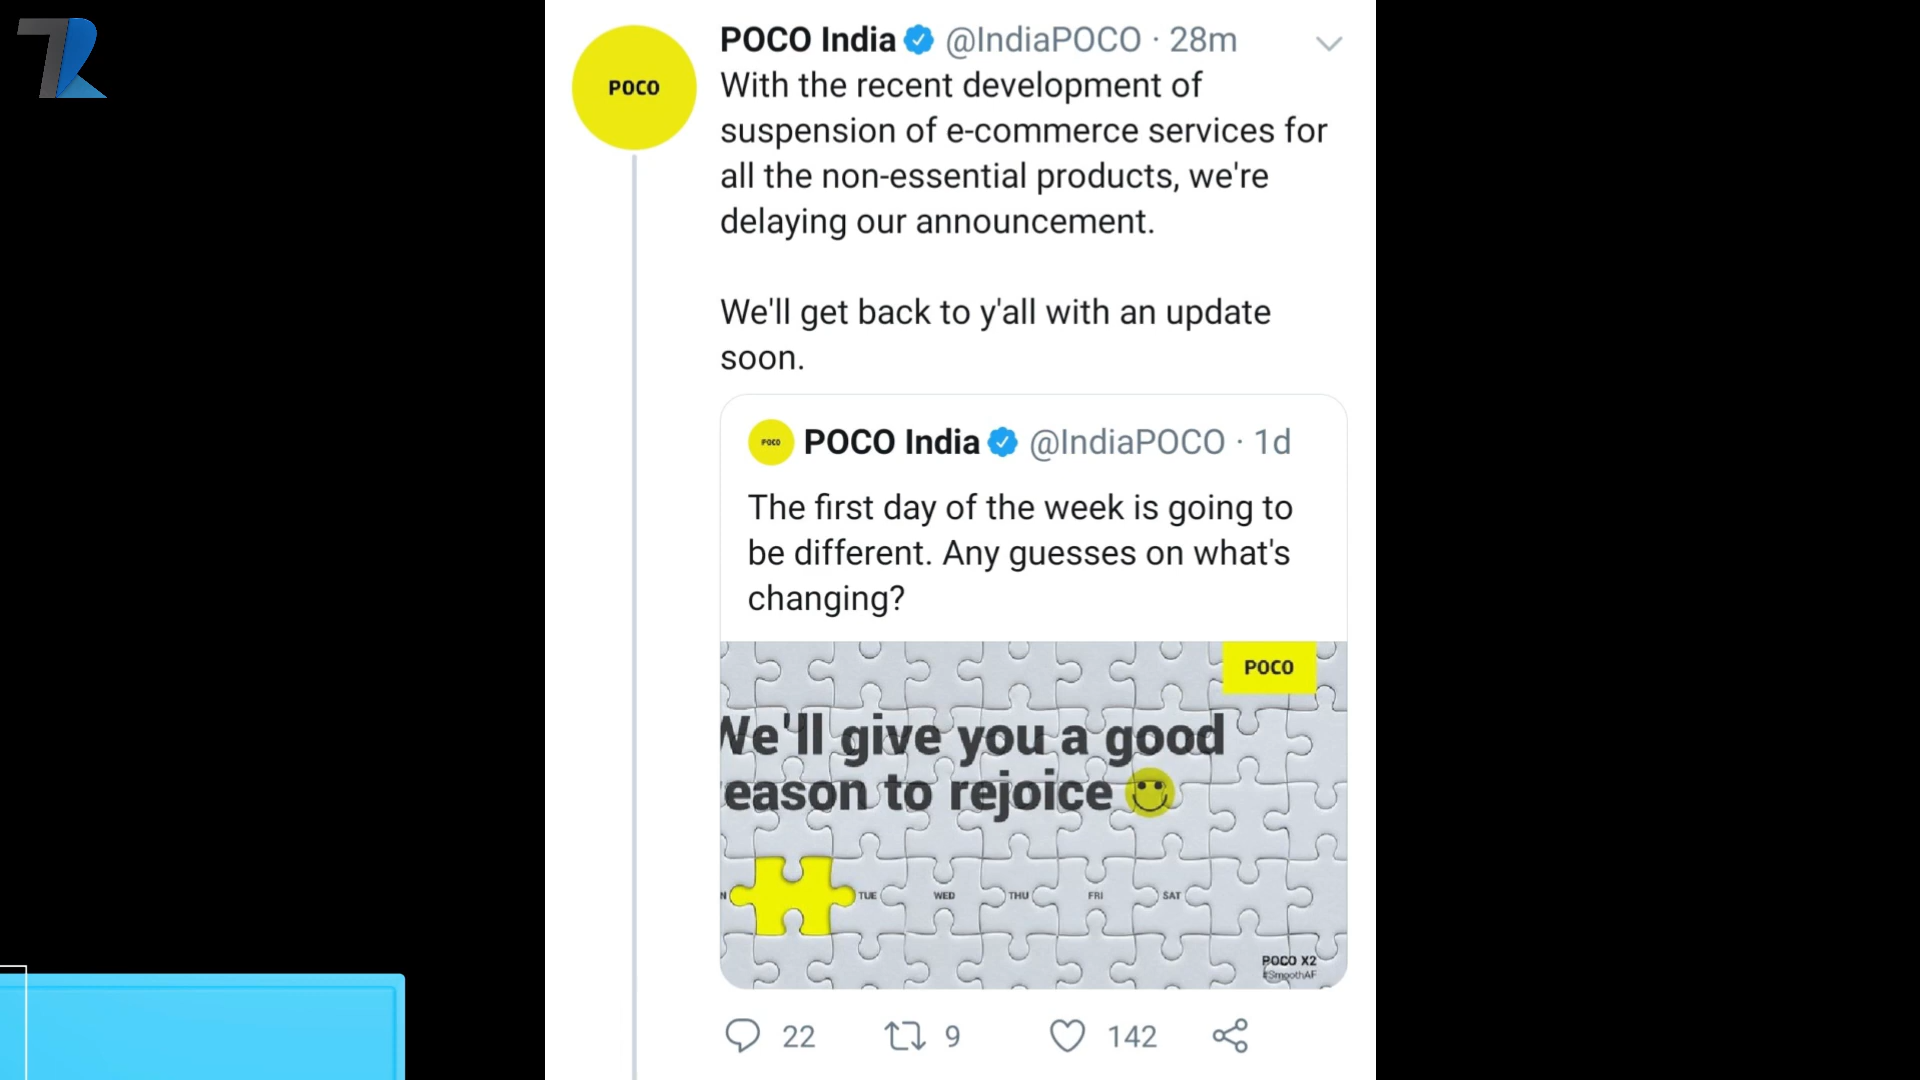 POCO
POCO India @IndiaPOCO · 28m
With the recent development of
suspension of e-commerce services for
all the non-essential products, we're
delaying our announcement.
We'll get back to y'all with an update
soon.
POCO
POCO India @IndiaPOCO · 1d
The first day of the week is going to
be different. Any guesses on what's
changing?
POCO
We'll give you a good
eason to rejoice
N TUE WED THU FRI SAT
POCO X2
#SmoothAF
22 9 142